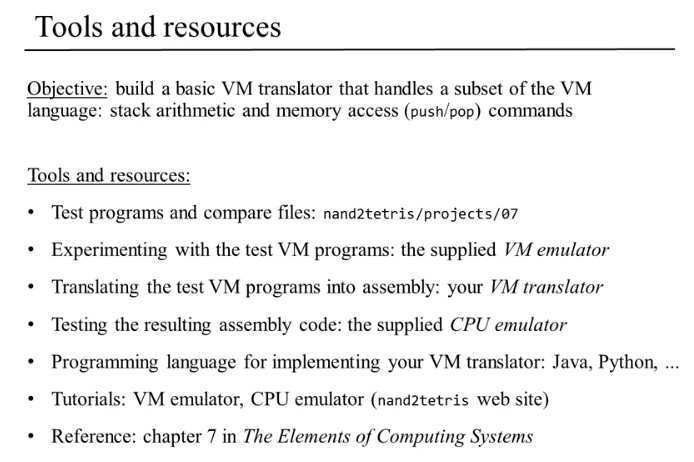 Tools and resources
Objective: build a basic VM translator that handles a subset of the VM
language: stack arithmetic and memory access (push/pop) commands
Tools and resources:
• Test programs and compare files: nand2tetris/projects/07
• Experimenting with the test VM programs: the supplied VM emulator
• Translating the test VM programs into assembly: your VM translator
• Testing the resulting assembly code: the supplied CPU emulator
• Programming language for implementing your VM translator: Java, Python, ...
• Tutorials: VM emulator, CPU emulator (nand2tetris web site)
• Reference: chapter 7 in The Elements of Computing Systems